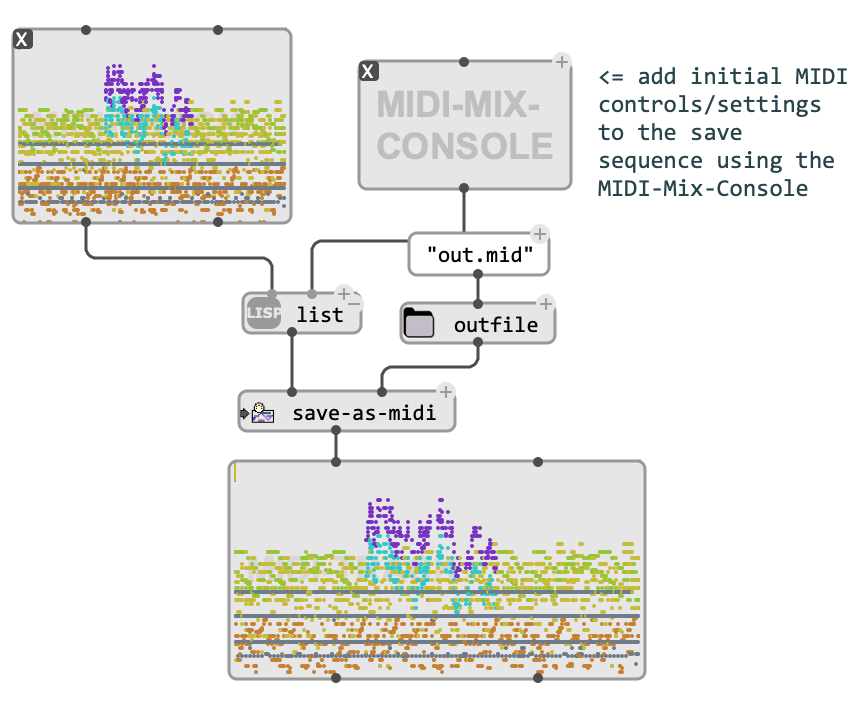 X
X
MIDI-MIX-
CONSOLE
<= add initial MIDI
controls/settings
to the save
sequence using the
MIDI-Mix-Console
"out.mid"
LISP list
outfile
save-as-midi